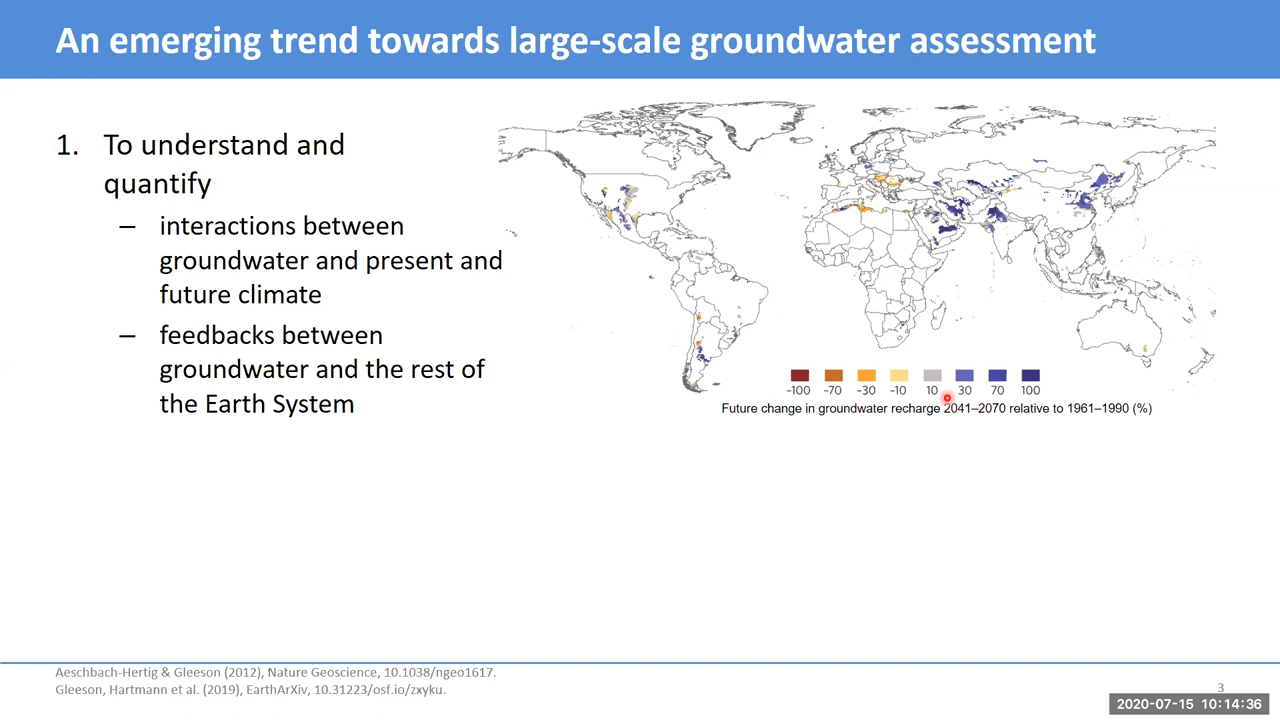 An emerging trend towards large-scale groundwater assessment
1. To understand and
quantify
– interactions between
groundwater and present and
future climate
– feedbacks between
groundwater and the rest of
the Earth System
-100 -70 -30 -10 10 30 70 100
Future change in groundwater recharge 2041–2070 relative to 1961–1990 (%)
Aeschbach-Hertig & Gleeson (2012), Nature Geoscience, 10.1038/ngeo1617.
Gleeson, Hartmann et al. (2019), EarthArXiv, 10.31223/osf.io/zxyku.
3
2020-07-15 10:14:36